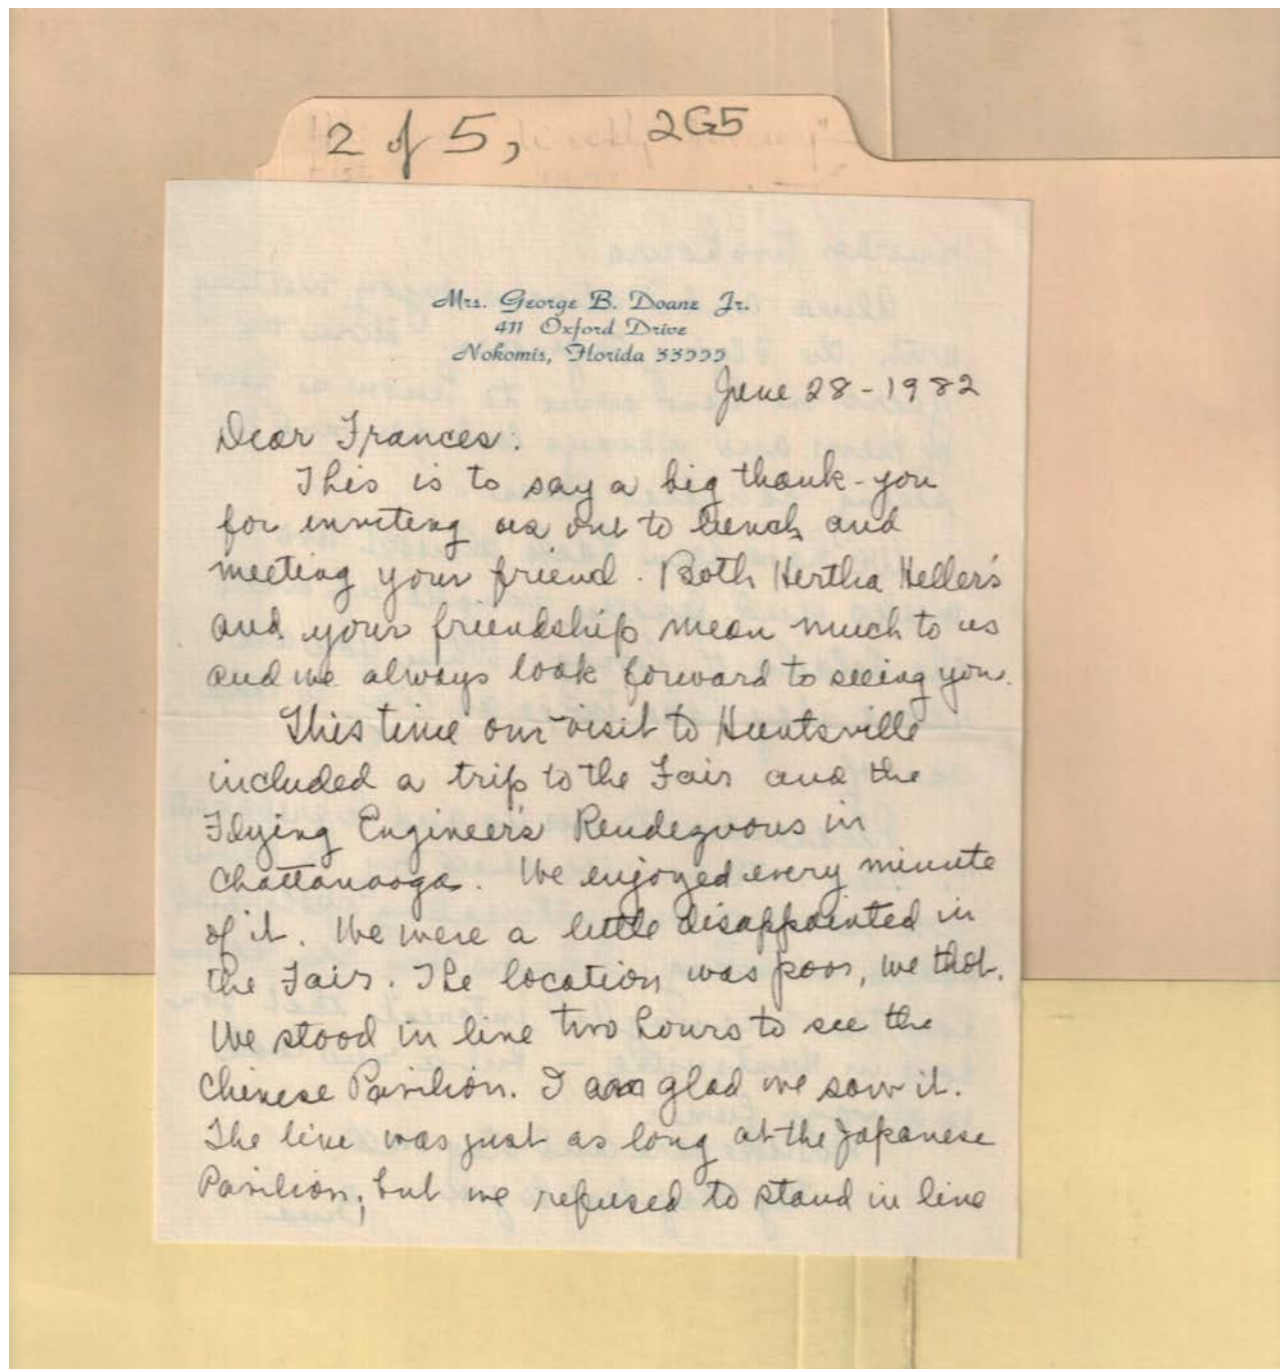 2 of 5, 2G5
Mrs. George B. Doane Jr.
411 Oxford Drive
Nokomis, Florida 33555
June 28-1982
Dear Frances:
This is to say a big thank-you
for inviting us out to lunch and
meeting your friend. Both Hertha Heller's
and your friendship mean much to us
and we always look forward to seeing you.
This time our visit to Huntsville
included a trip to the Fair and the
Flying Engineer's Rendezvous in
Chattanooga. We enjoyed every minute
of it. We were a little disappointed in
the Fair. The location was poor, we thot.
We stood in line two hours to see the
Chinese Pavilion. I am glad we saw it.
The line was just as long at the Japanese
Pavilion, but we refused to stand in line